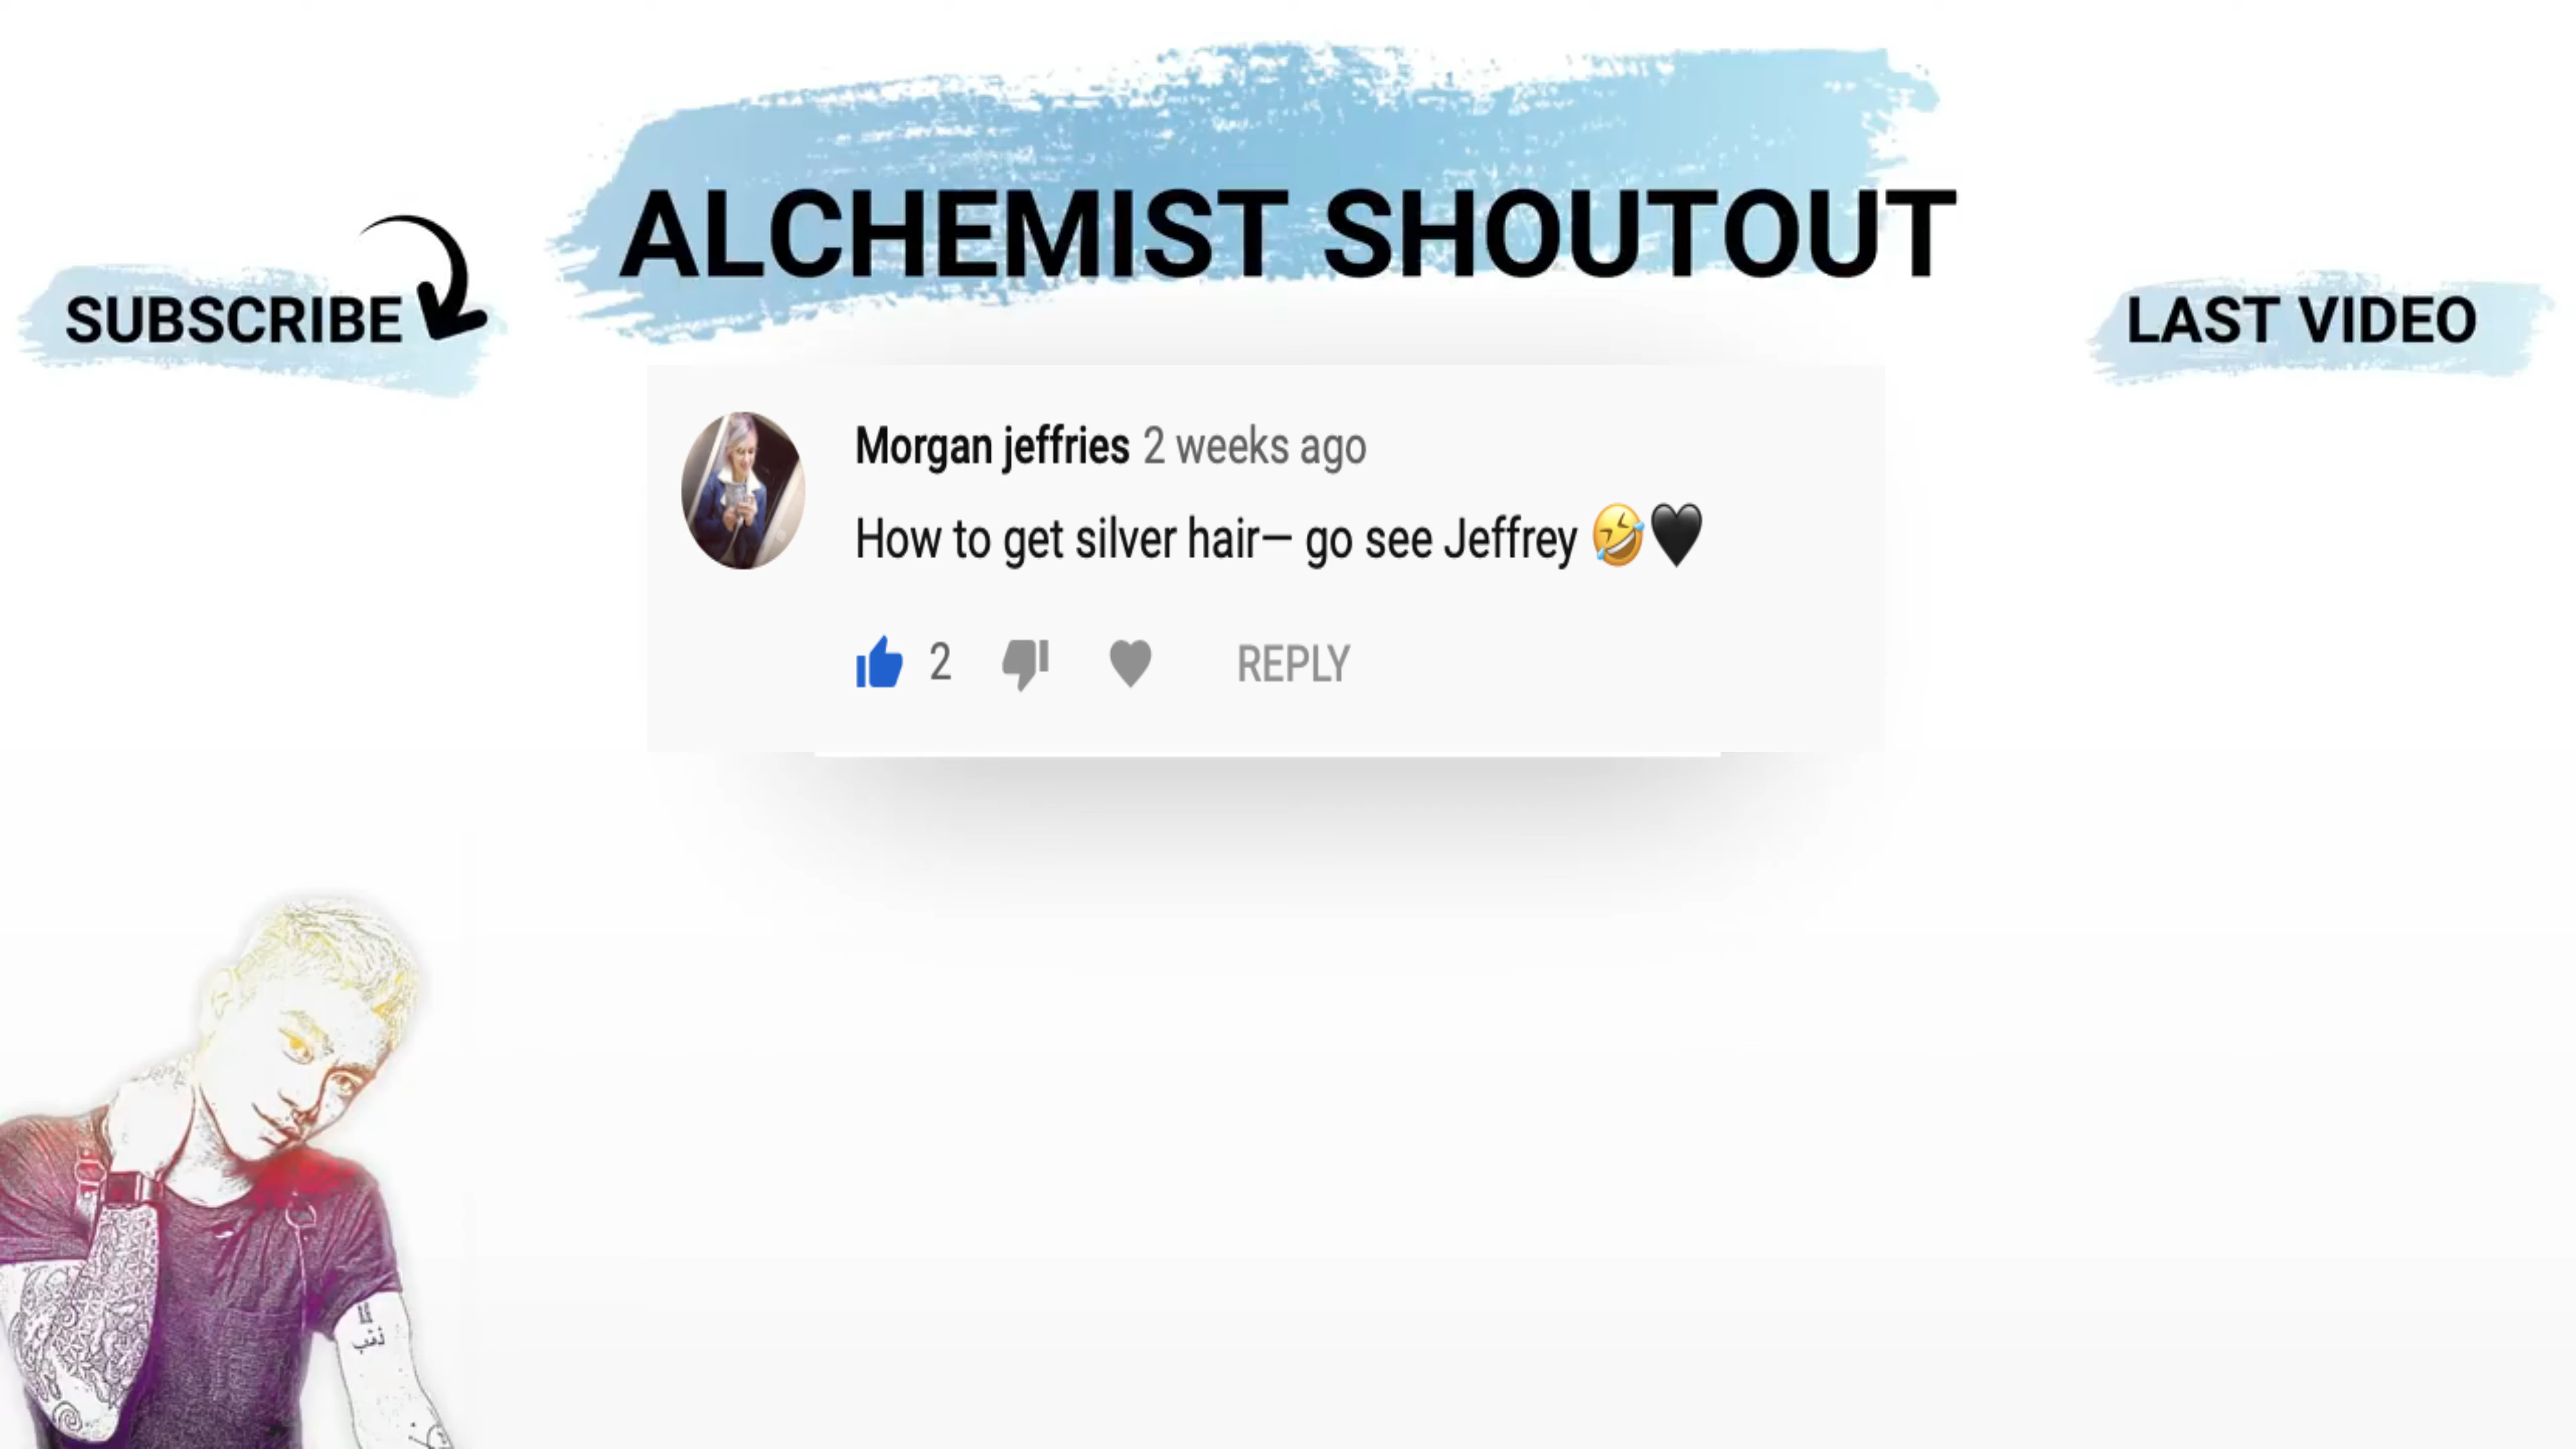 ALCHEMIST SHOUTOUT
SUBSCRIBE
LAST VIDEO
Morgan jeffries 2 weeks ago
How to get silver hair— go see Jeffrey 🤣🖤
2 REPLY